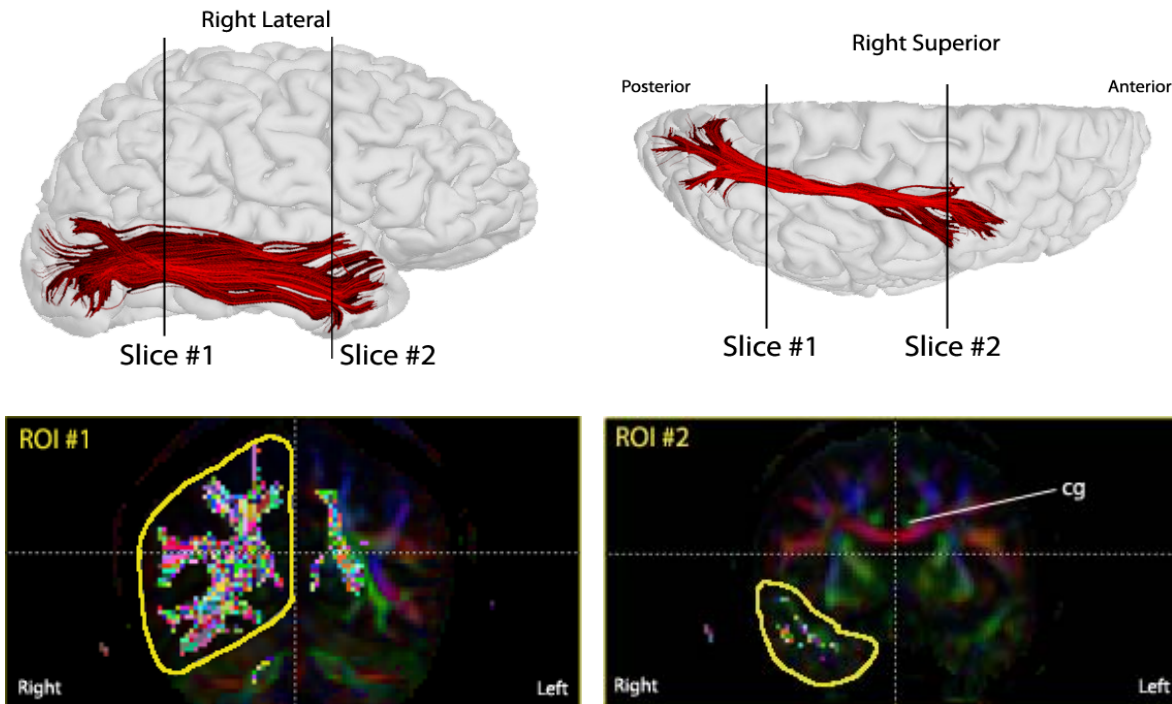 Right Lateral
Slice #1
Slice #2
Right Superior
Posterior
Anterior
Slice #1
Slice #2
ROI #1
Right
Left
ROI #2
cg
Right
Left